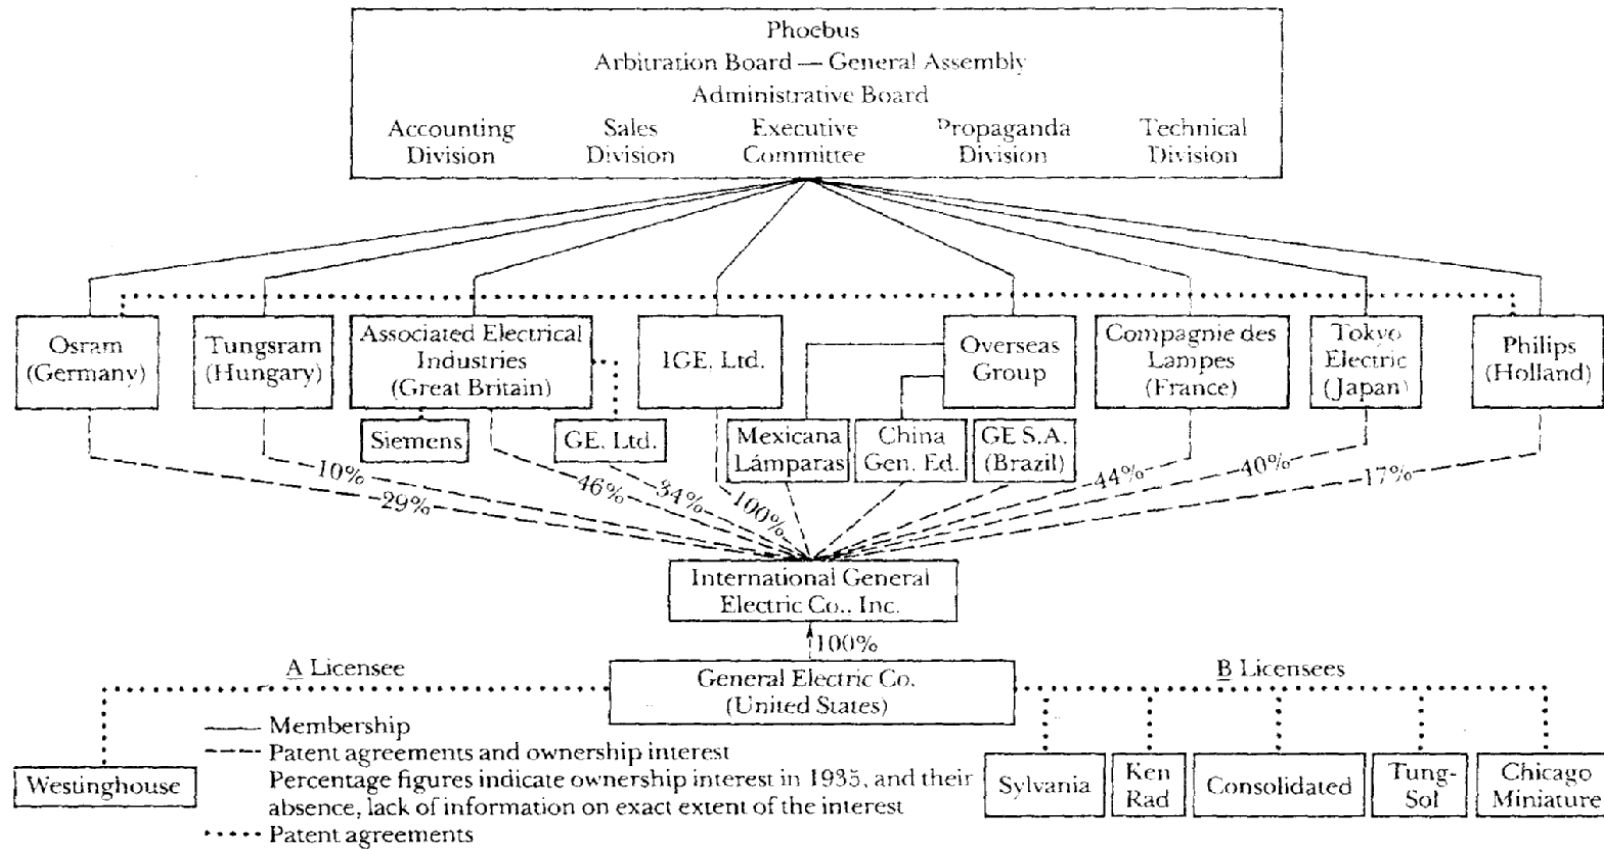 Phoebus
Arbitration Board — General Assembly
Administrative Board
Accounting
Division
Sales
Division
Executive
Committee
Propaganda
Division
Technical
Division
Osram
(Germany)
Tungsram
(Hungary)
Associated Electrical
Industries
(Great Britain)
IGE, Ltd.
Overseas
Group
Compagnie des
Lampes
(France)
Tokyo
Electric
(Japan)
Philips
(Holland)
Siemens
GE. Ltd.
Mexicana
Lámparas
China
Gen. Ed.
GE S.A.
(Brazil)
10%
29%
46%
34%
100%
44%
40%
17%
International General
Electric Co., Inc.
100%
A Licensee
General Electric Co.
(United States)
B Licensees
Membership
Patent agreements and ownership interest
Percentage figures indicate ownership interest in 1935, and their
absence, lack of information on exact extent of the interest
Patent agreements
Westinghouse
Sylvania
Ken
Rad
Consolidated
Tung-
Sol
Chicago
Miniature